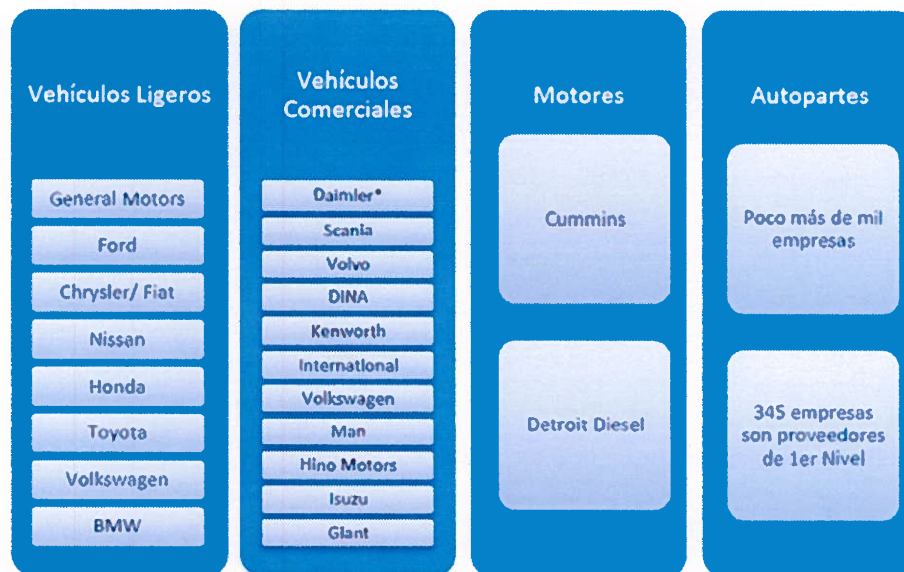 Vehículos Ligeros
General Motors
Ford
Chrysler/ Fiat
Nissan
Honda
Toyota
Volkswagen
BMW
Vehículos
Comerciales
Daimler*
Scania
Volvo
DINA
Kenworth
International
Volkswagen
Man
Hino Motors
Isuzu
Giant
Motores
Cummins
Detroit Diesel
Autopartes
Poco más de mil
empresas
345 empresas
son proveedores
de 1er Nivel